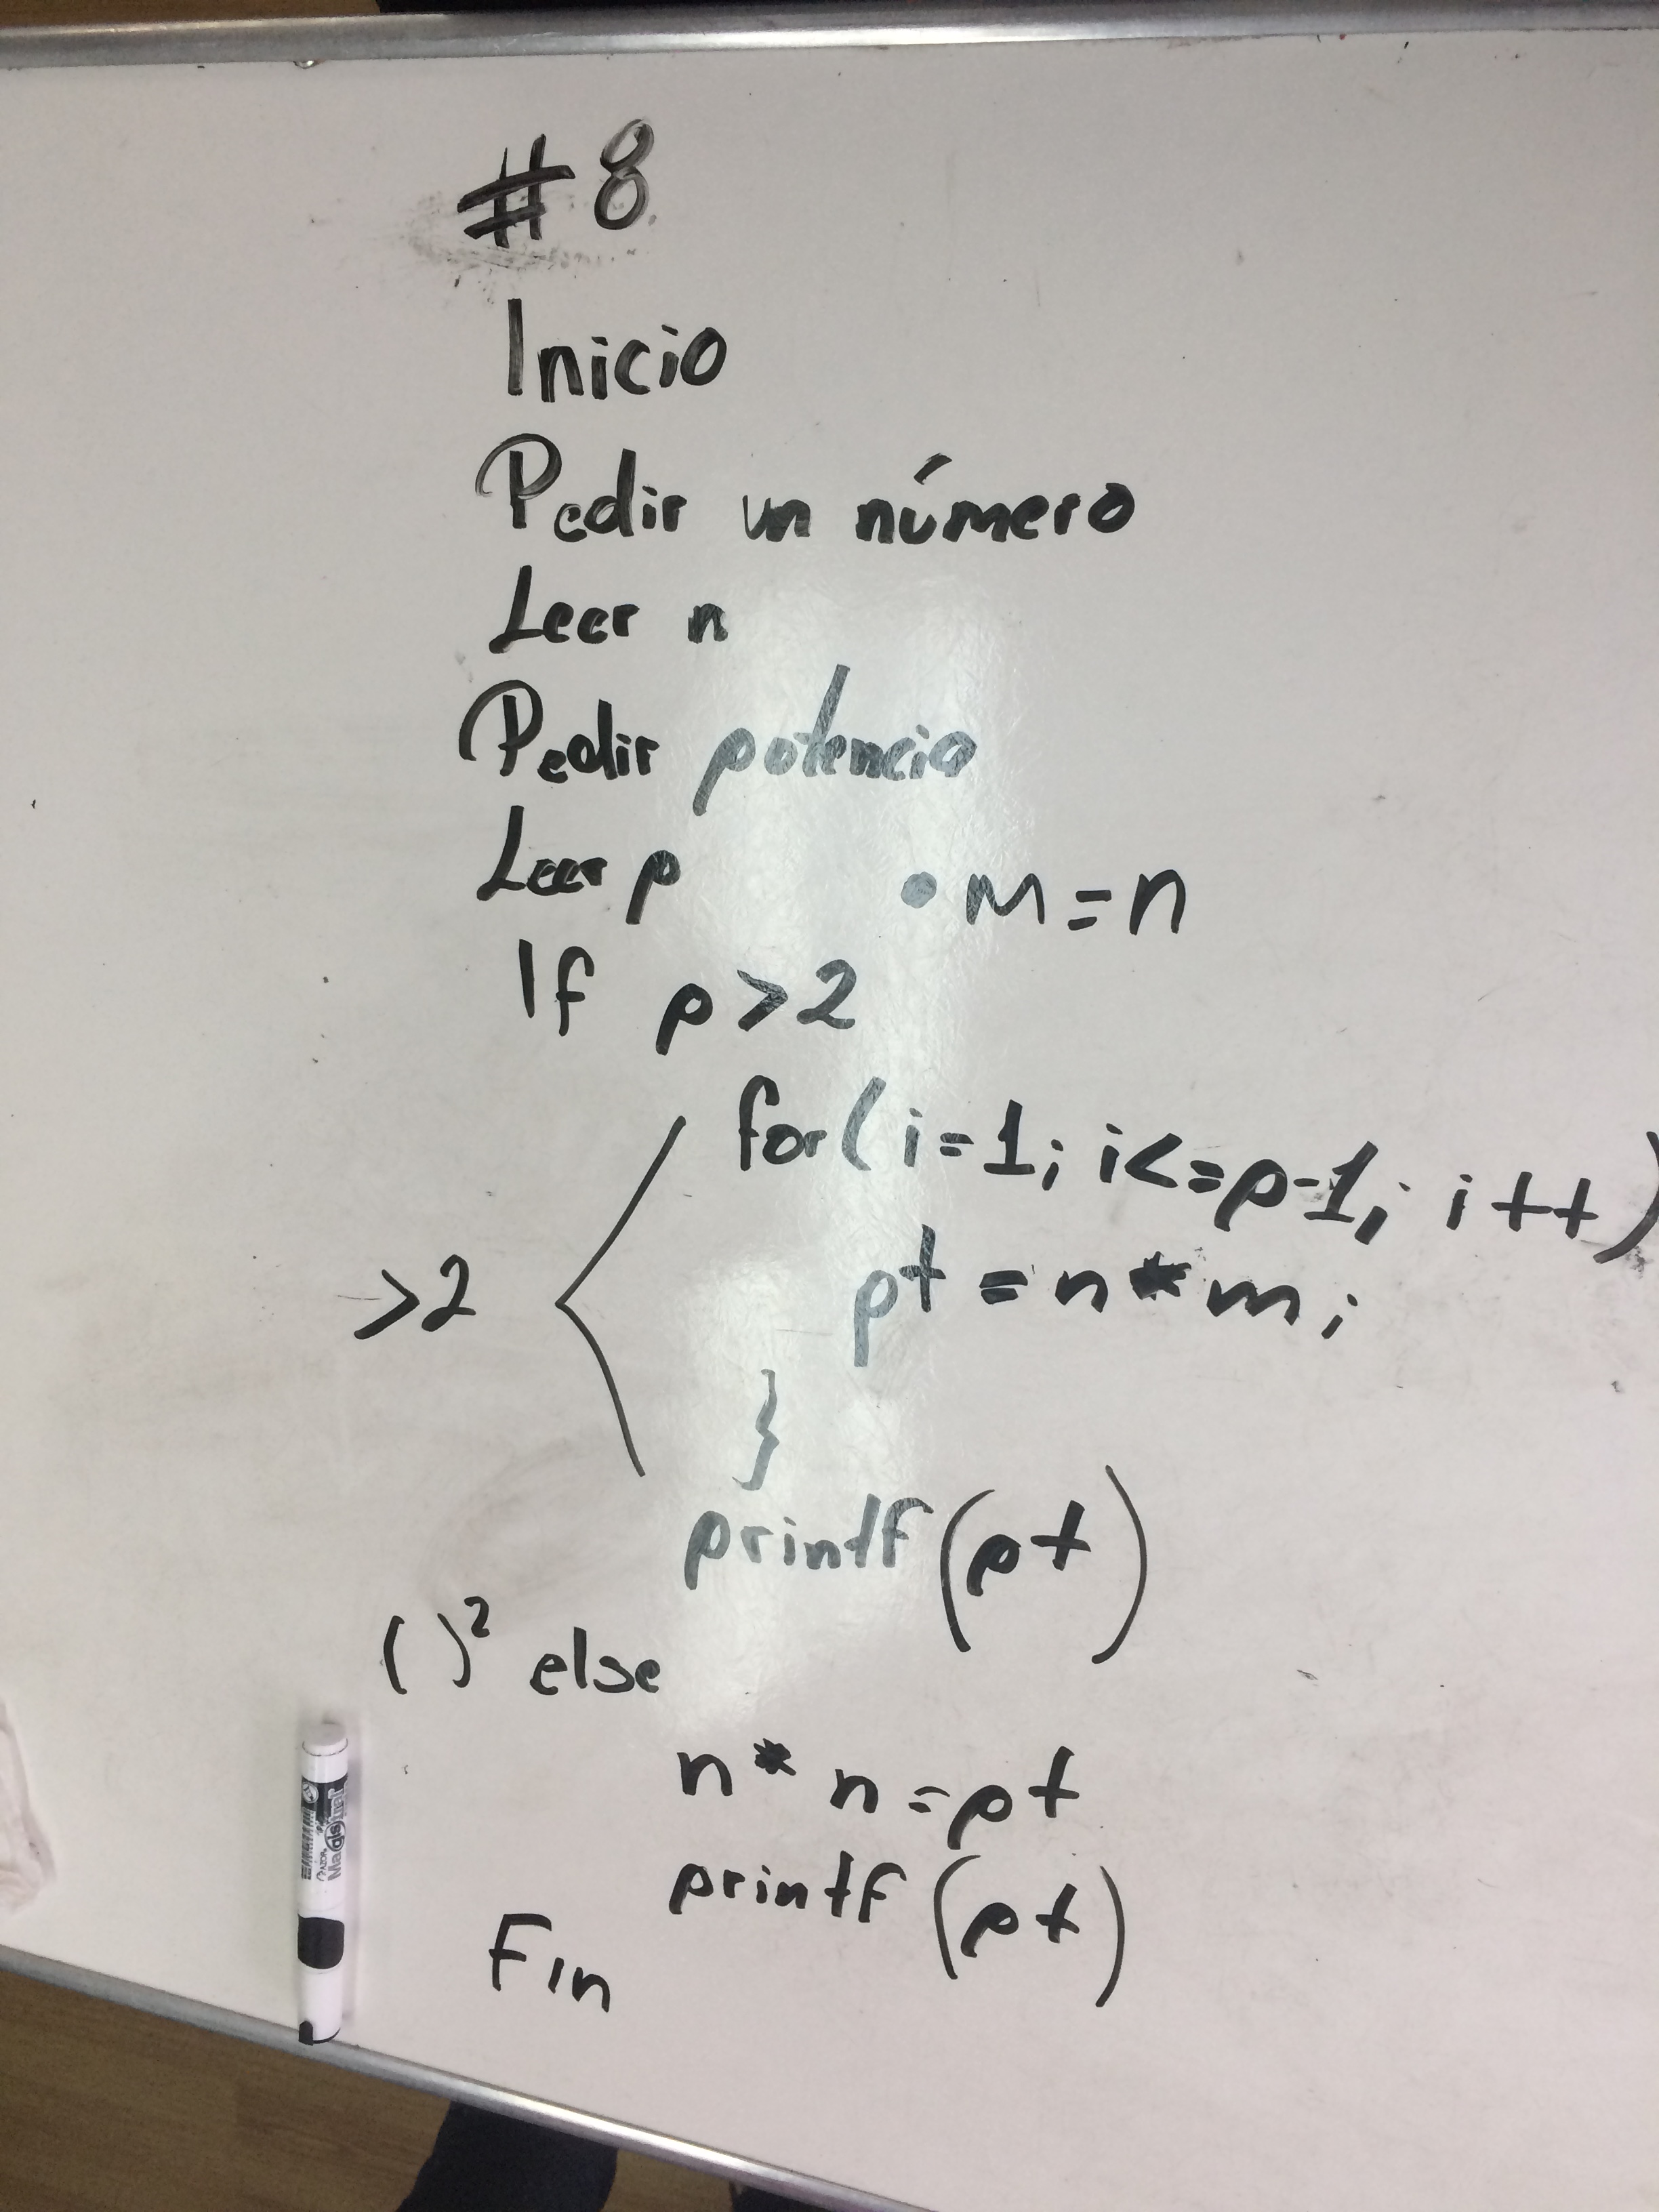 #8
Inicio
Pedir un número
Leer n
Pedir potencia
Leer p • m=n
If p>2
for(i=1; i<=p-1; i++)
pt = n*m;
>2
}
printf(pt)
( )² else
n*n=pt
printf(pt)
Fin
Magistral